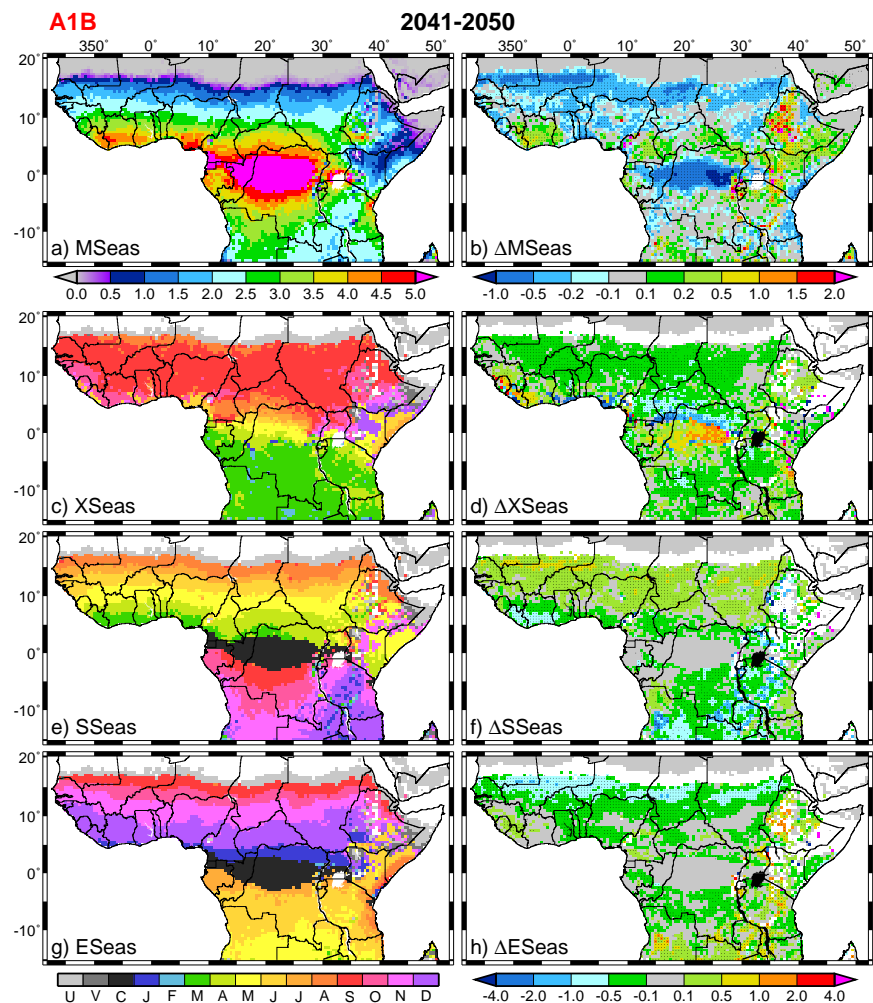 A1B 2041-2050
350° 0° 10° 20° 30° 40° 50° 350° 0° 10° 20° 30° 40° 50°
20°
10°
0°
-10°
a) MSeas b) ΔMSeas
0.0 0.5 1.0 1.5 2.0 2.5 3.0 3.5 4.0 4.5 5.0 -1.0 -0.5 -0.2 -0.1 0.2 0.5 1.0 1.5 2.0
20°
10°
0°
-10°
c) XSeas d) ΔXSeas
20°
10°
0°
-10°
e) SSeas f) ΔSSeas
20°
10°
0°
-10°
g) ESeas h) ΔESeas
U V C J F M A M J J A S O N D -4.0 -2.0 -1.0 -0.5 0.1 0.5 1.0 2.0 4.0